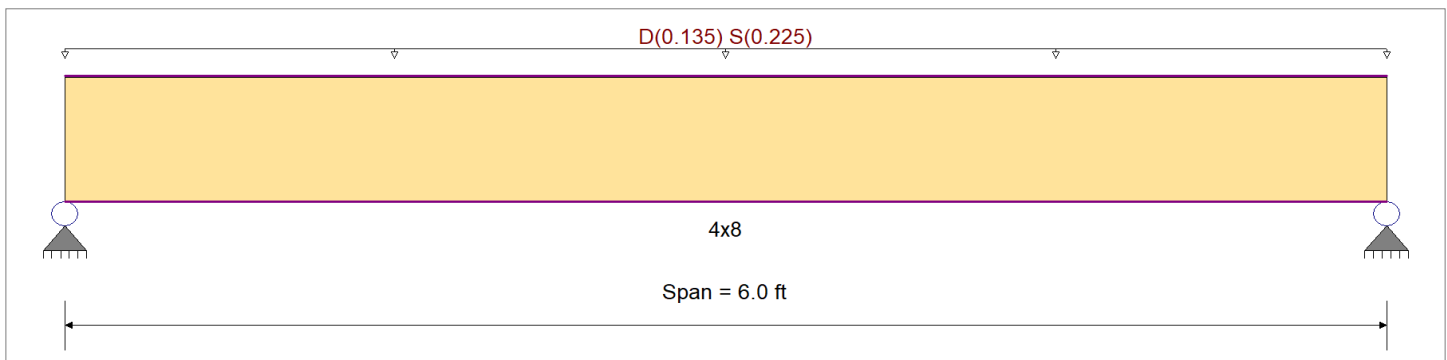 D(0.135) S(0.225)
4x8
Span = 6.0 ft